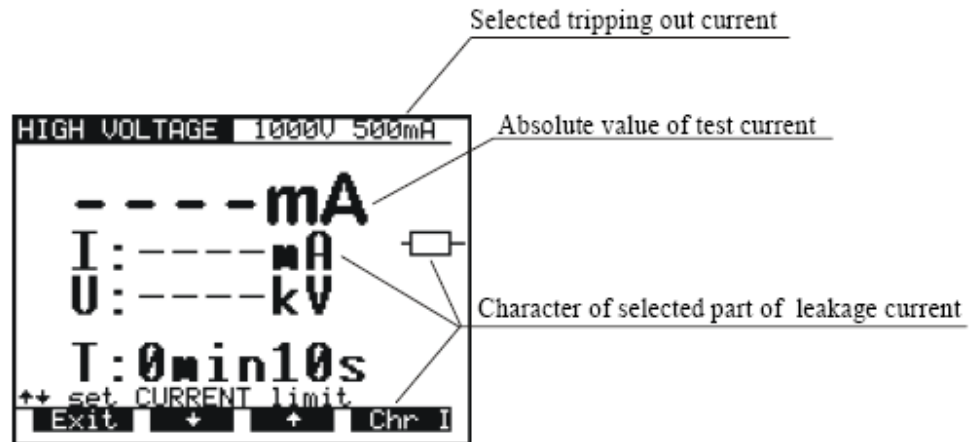 Selected tripping out current
HIGH VOLTAGE 1000V 500mA
Absolute value of test current
----mA
I:----mA
U:----kV
Character of selected part of leakage current
T:0min10s
↑↓ set CURRENT limit
Exit ↓ ↑ Chr I